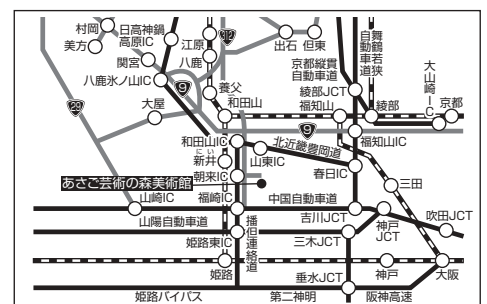 村岡
日高神鍋
高原IC
美方
江原
312
出石
但東
舞鶴若狭
自動車道
大山崎IC
関宮
八鹿
京都縦貫
自動車道
八鹿氷ノ山IC
9
養父
綾部JCT
福知山
綾部
京都
29
大屋
和田山
9
和田山IC
北近畿豊岡道
福知山IC
にい
新井
山東IC
朝来IC
春日IC
あさご芸術の森美術館
三田
山崎IC
福崎IC
中国自動車道
山陽自動車道
播但連絡道
吉川JCT
神戸
JCT
吹田JCT
姫路東IC
三木JCT
姫路
神戸
大阪
垂水JCT
姫路バイパス
第二神明
阪神高速